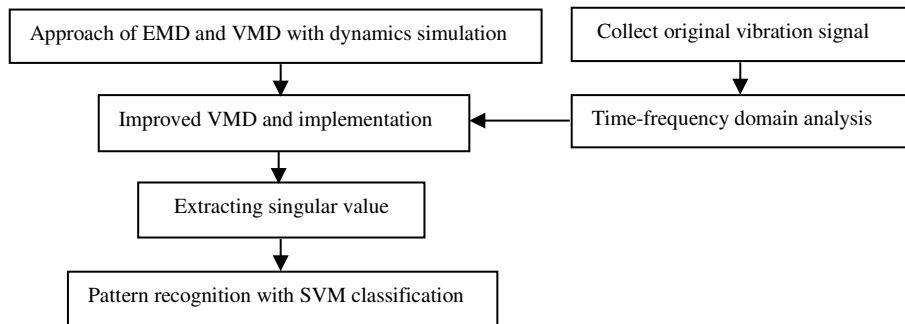 Approach of EMD and VMD with dynamics simulation
Collect original vibration signal
Improved VMD and implementation
Time-frequency domain analysis
Extracting singular value
Pattern recognition with SVM classification